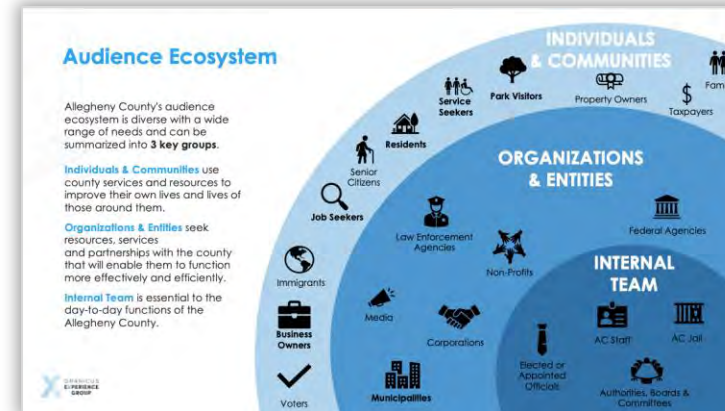 Audience Ecosystem
Allegheny County's audience
ecosystem is diverse with a wide
range of needs and can be
summarized into 3 key groups.
Individuals & Communities use
county services and resources to
improve their own lives and lives of
those around them.
Organizations & Entities seek
resources, services
and partnerships with the county
that will enable them to function
more effectively and efficiently.
Internal Team is essential to the
day-to-day functions of the
Allegheny County.
GRANICUS
EXPERIENCE
GROUP
INDIVIDUALS
& COMMUNITIES
Service
Seekers
Park Visitors
Property Owners
Taxpayers
Fam
Residents
Senior
Citizens
Job Seekers
Immigrants
Business
Owners
Voters
ORGANIZATIONS
& ENTITIES
Law Enforcement
Agencies
Non-Profits
Federal Agencies
Media
Corporations
Municipalities
INTERNAL
TEAM
AC Staff
AC Jail
Elected or
Appointed
Officials
Authorities, Boards &
Committees